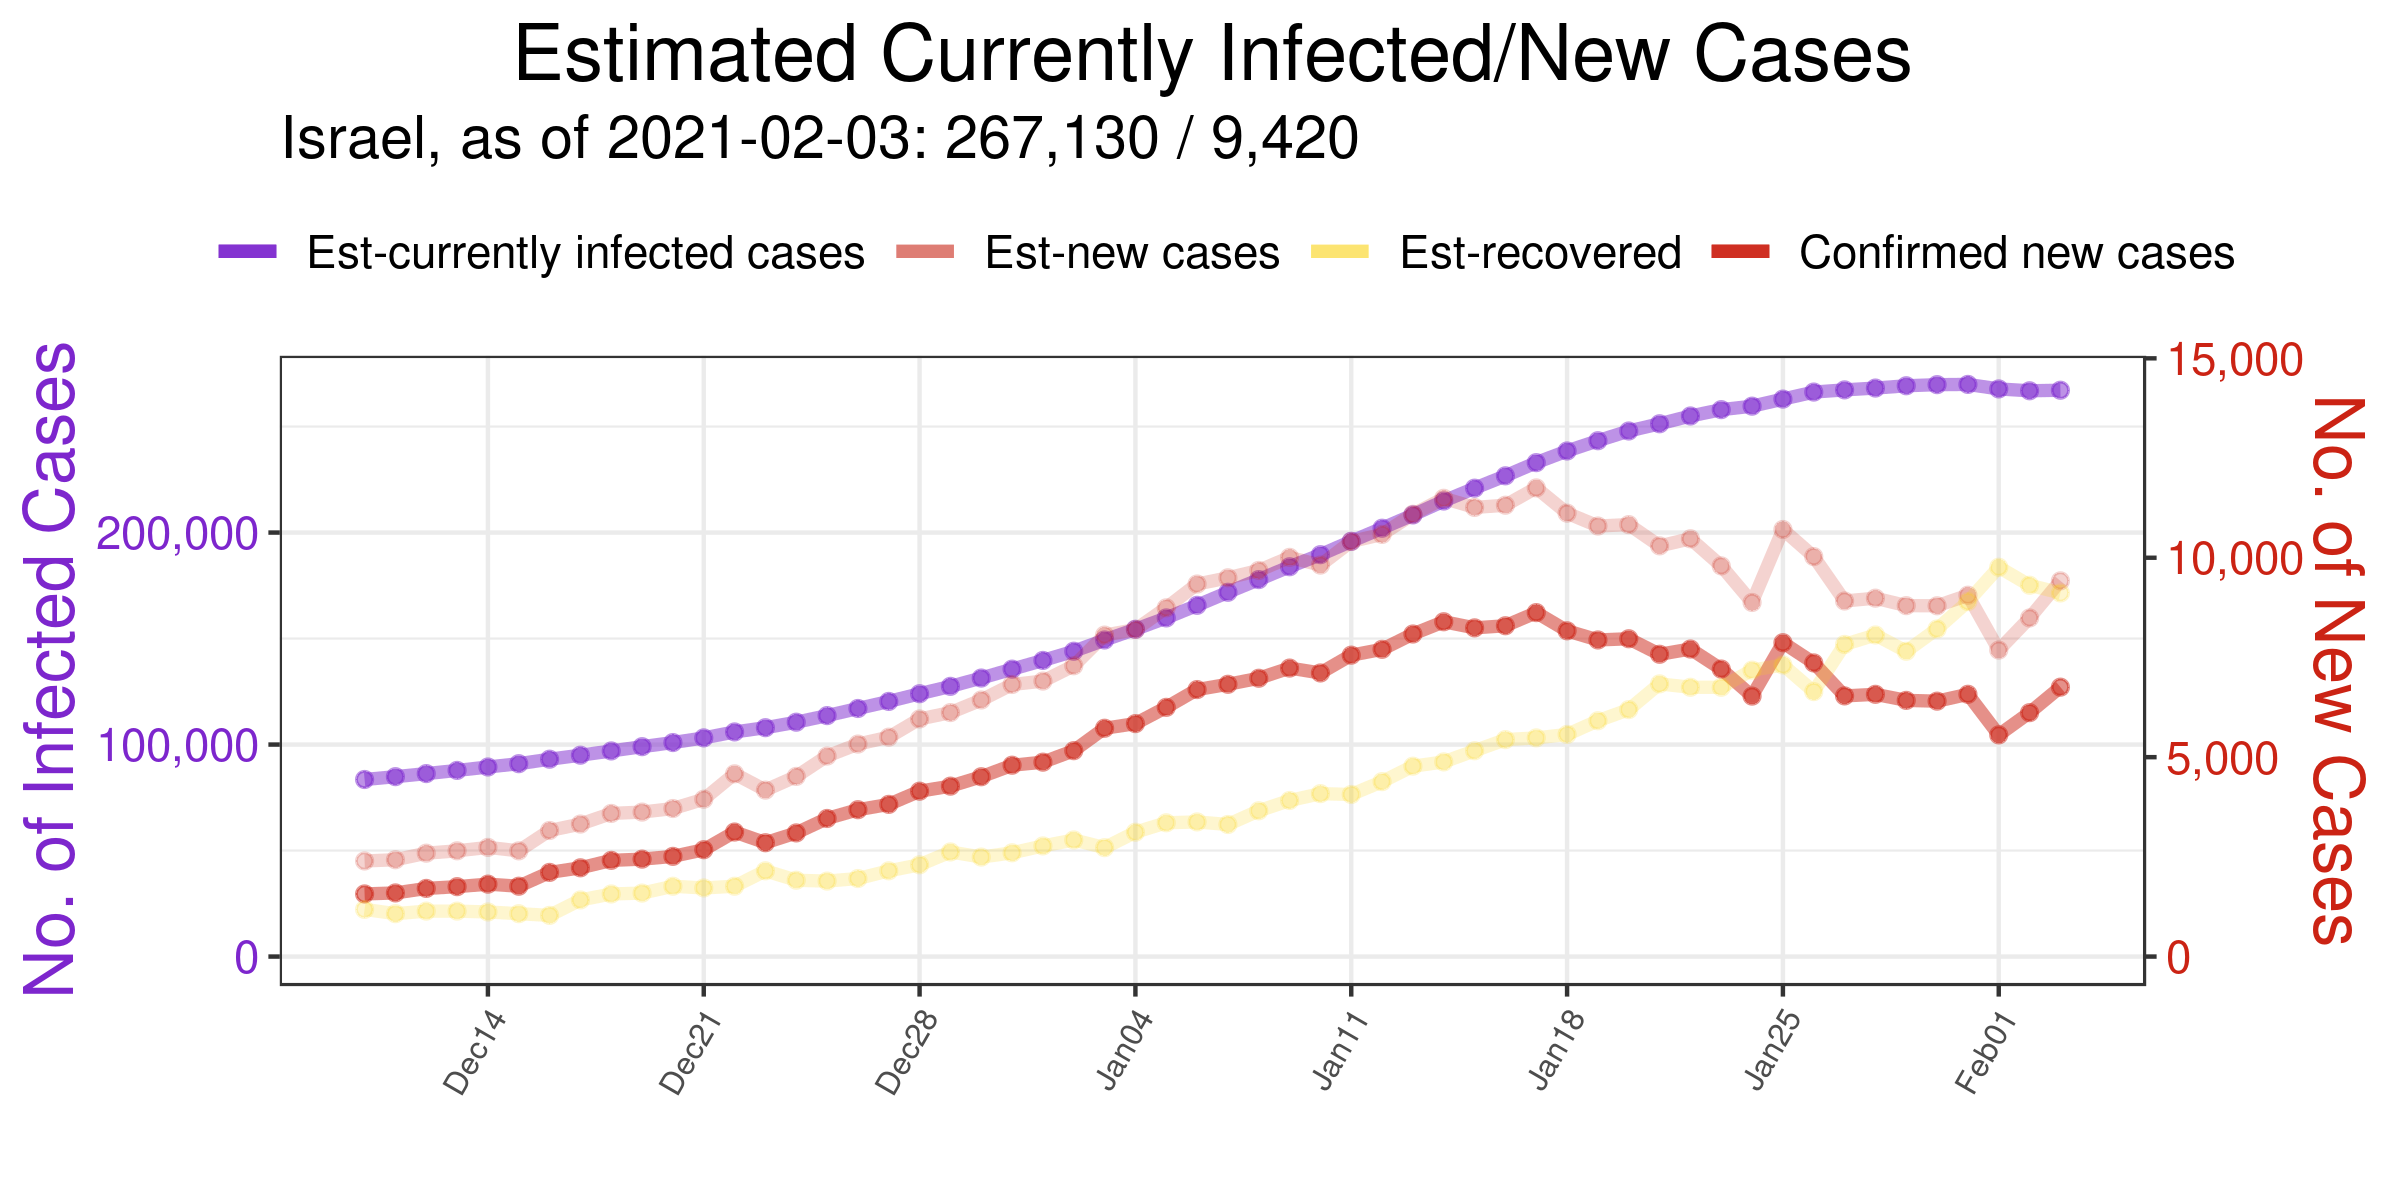 Estimated Currently Infected/New Cases
Israel, as of 2021-02-03: 267,130 / 9,420
Est-currently infected cases Est-new cases Est-recovered Confirmed new cases
No. of Infected Cases
200,000
100,000
0
15,000
10,000
5,000
0
No. of New Cases
Dec14 Dec21 Dec28 Jan04 Jan11 Jan18 Jan25 Feb01